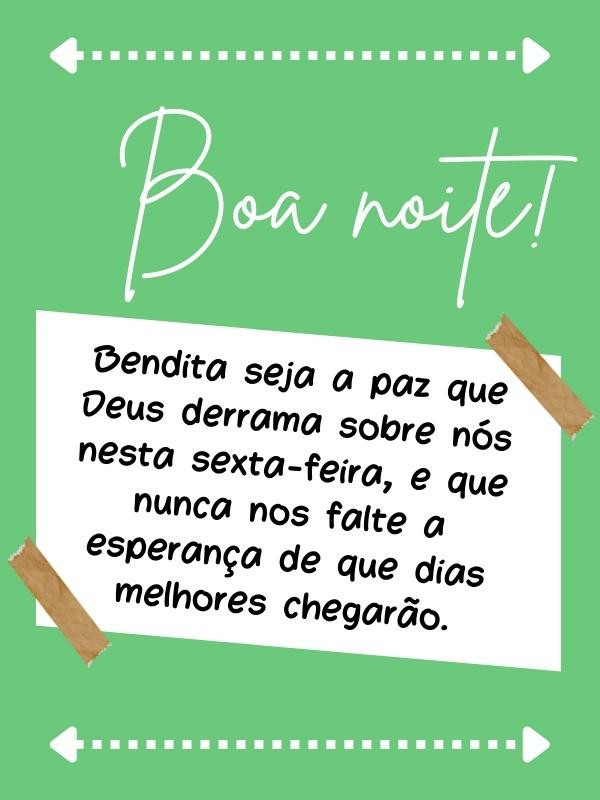 Boa noite!
Bendita seja a paz que
Deus derrama sobre nós
nesta sexta-feira, e que
nunca nos falte a
esperança de que dias
melhores chegarão.